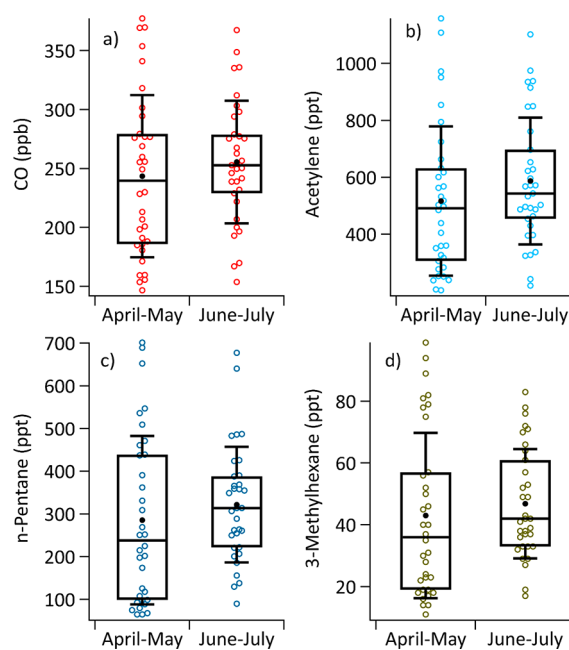 a)
CO (ppb)
350
300
250
200
150
April-May
June-July
b)
Acetylene (ppt)
1000
800
600
400
April-May
June-July
c)
n-Pentane (ppt)
700
600
500
400
300
200
100
April-May
June-July
d)
3-Methylhexane (ppt)
80
60
40
20
April-May
June-July